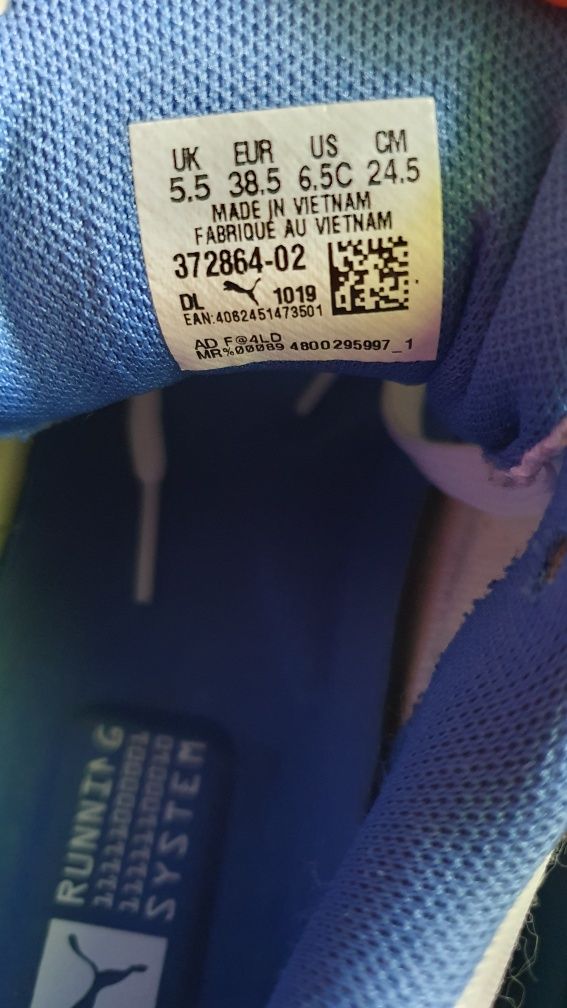 UK EUR US CM
5.5 38.5 6.5C 24.5
MADE IN VIETNAM
FABRIQUÉ AU VIETNAM
372864-02
DL 1019
EAN:4062451473501
AD F@4LD
MR%00089 4800295997_1
RUNNING
SYSTEM